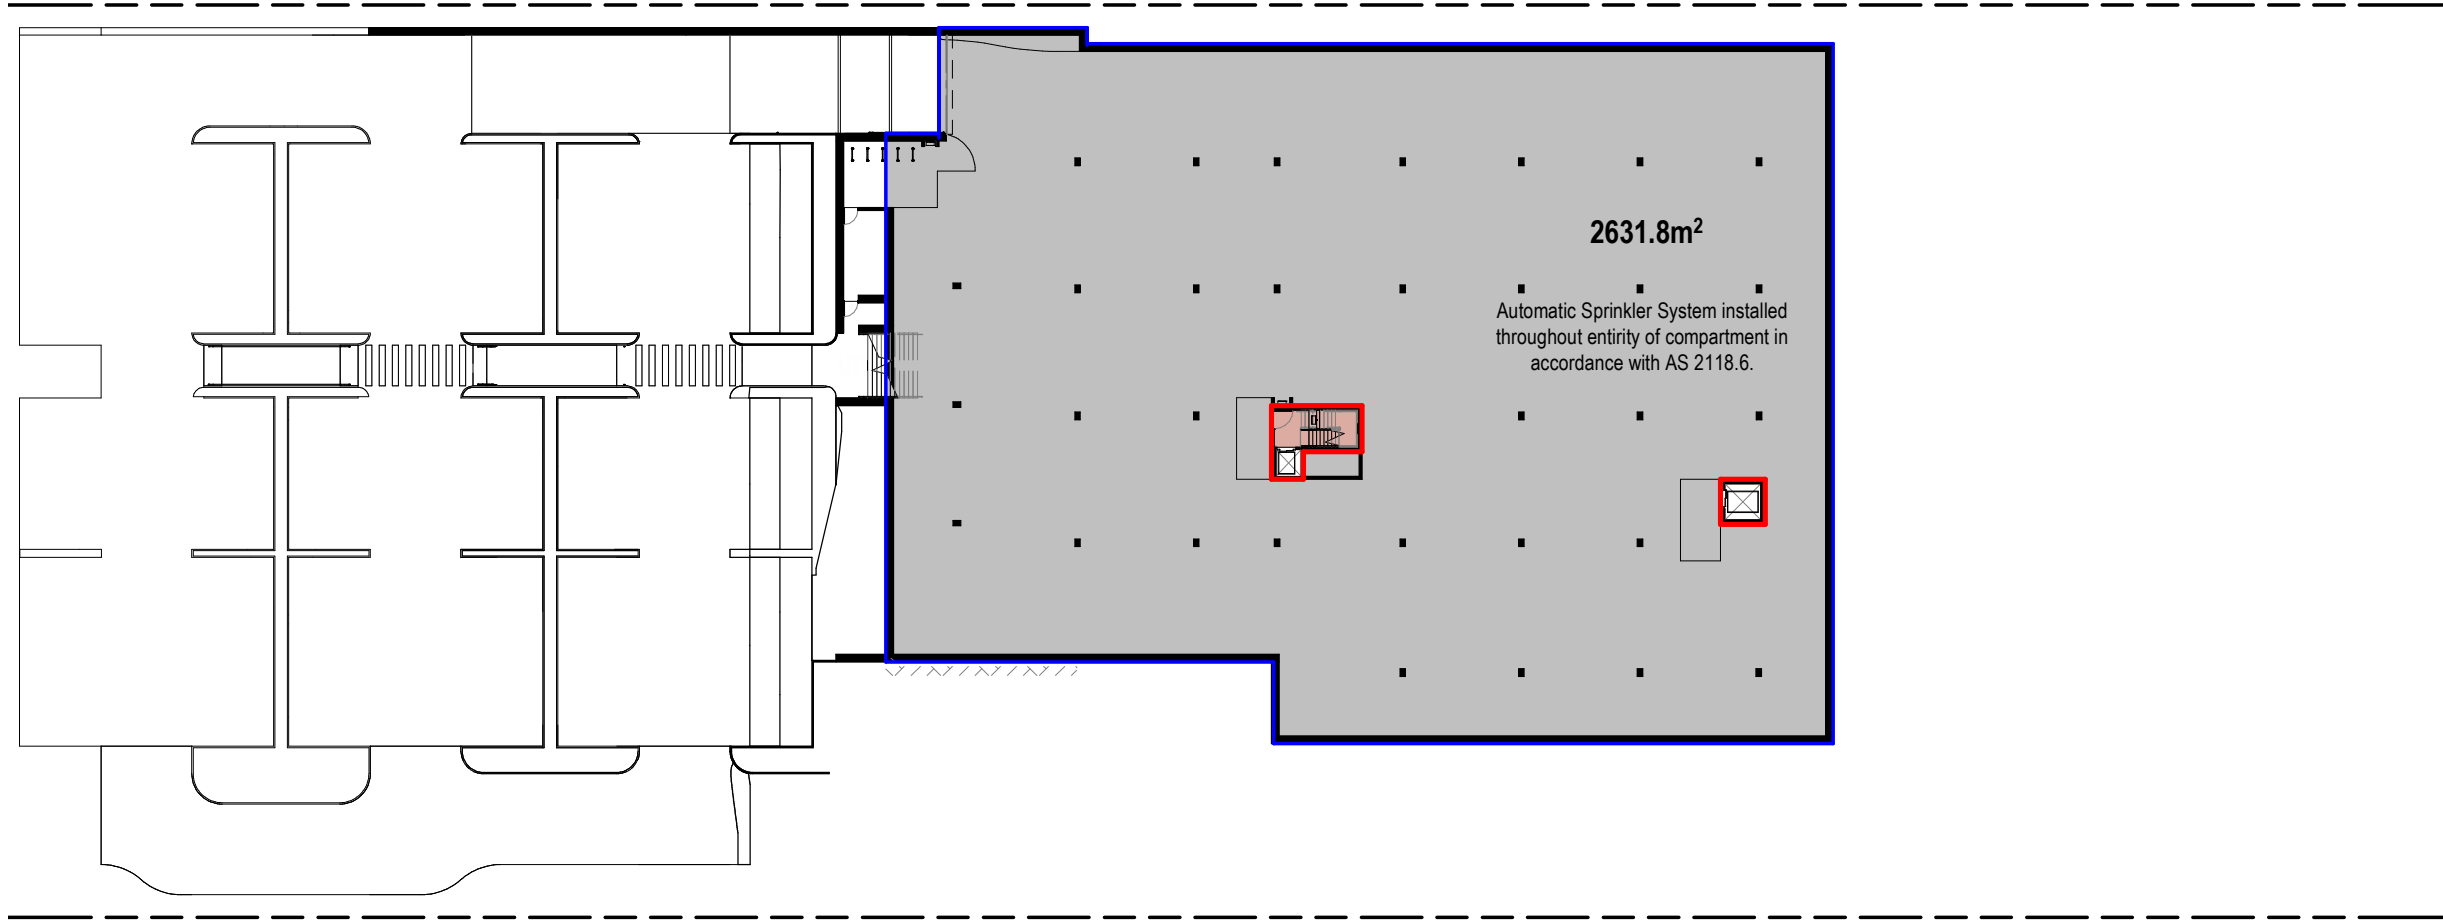 2631.8m²
Automatic Sprinkler System installed
throughout entirity of compartment in
accordance with AS 2118.6.